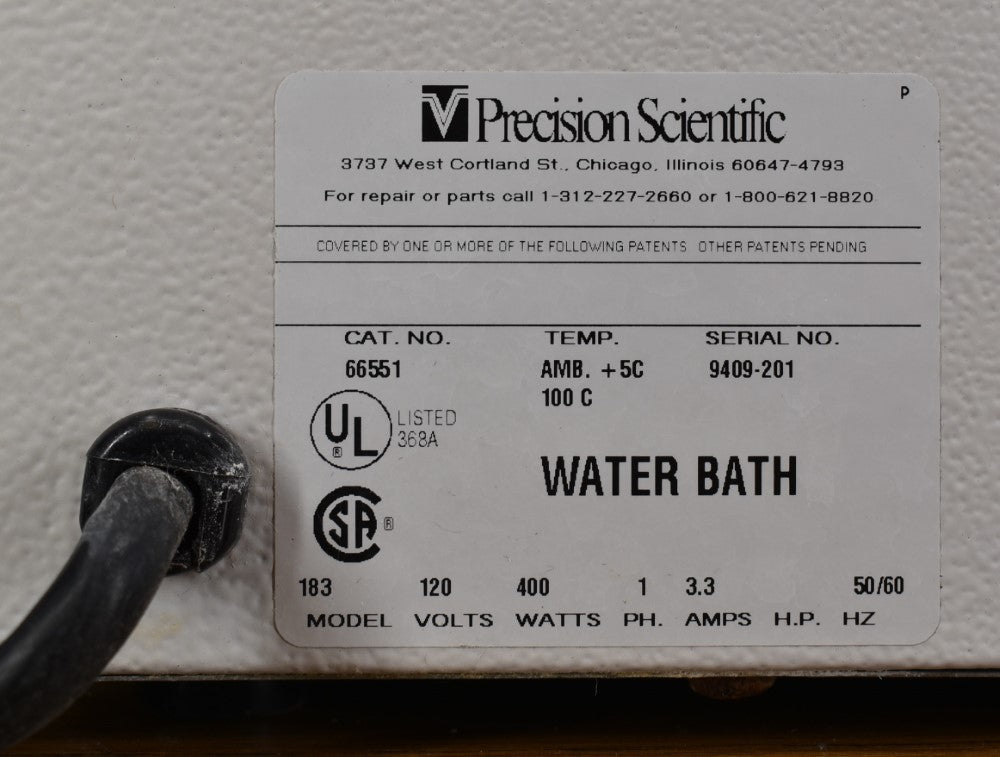 P
Precision Scientific
3737 West Cortland St., Chicago, Illinois 60647-4793
For repair or parts call 1-312-227-2660 or 1-800-621-8820
COVERED BY ONE OR MORE OF THE FOLLOWING PATENTS OTHER PATENTS PENDING
CAT. NO. TEMP. SERIAL NO.
66551 AMB. +5C 9409-201
100 C
UL ® LISTED
368A
WATER BATH
CSA ®
183 120 400 1 3.3 50/60
MODEL VOLTS WATTS PH. AMPS H.P. HZ